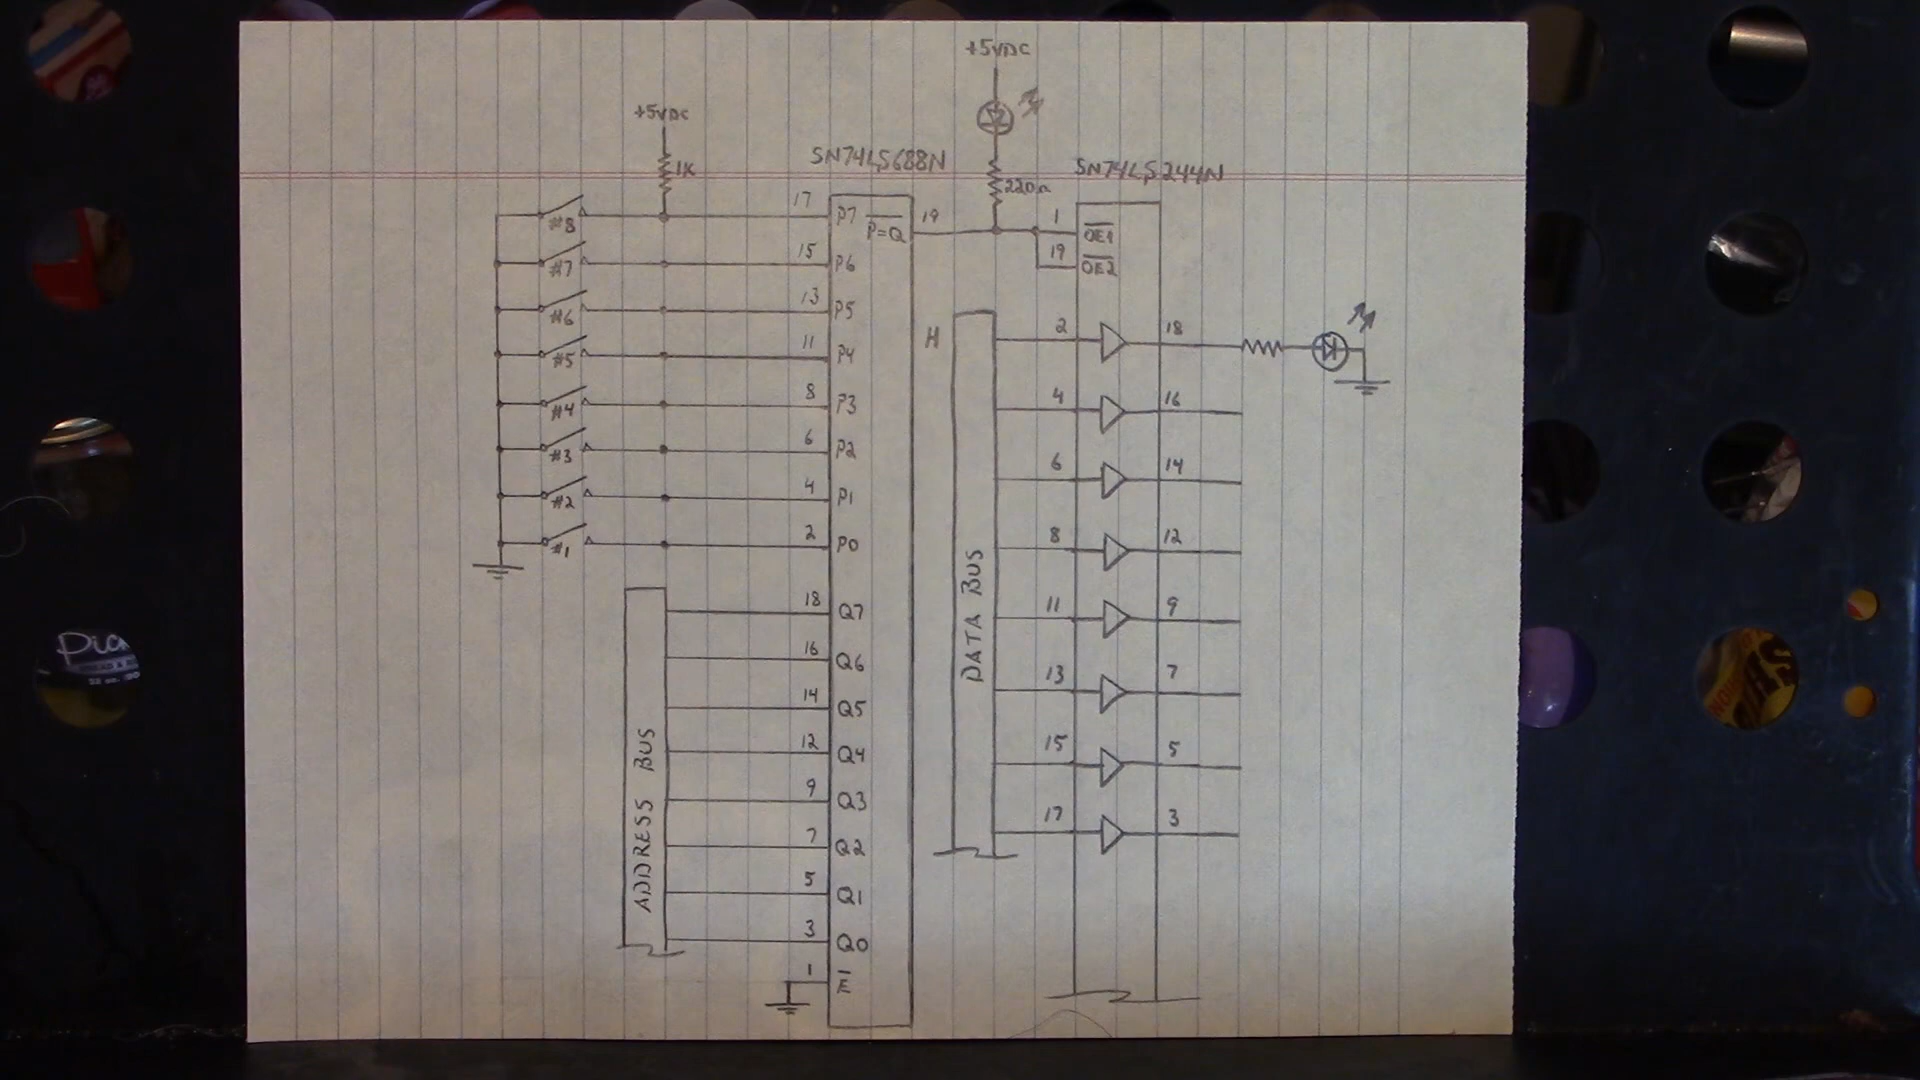 +5VDC
+5VDC
SN74LS688N
SN74LS244N
1K
220Ω
#8 17 P7 P=Q 19
1 OE1
19 OE2
#7 15 P6
#6 13 P5
#5 11 P4
#4 8 P3
#3 6 P2
#2 4 P1
#1 2 P0
18 Q7
16 Q6
14 Q5
12 Q4
9 Q3
7 Q2
5 Q1
3 Q0
1 E
ADDRESS BUS
H
DATA BUS
2 18
4 16
6 14
8 12
11 9
13 7
15 5
17 3